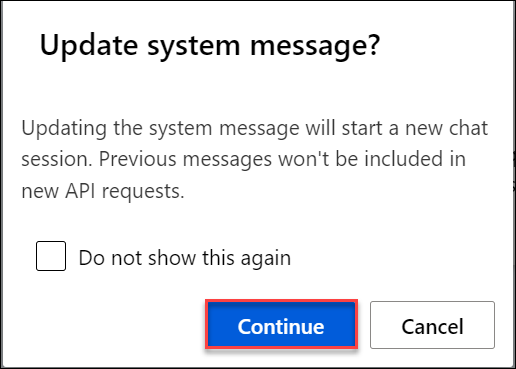 Update system message?
Updating the system message will start a new chat
session. Previous messages won't be included in
new API requests.
Do not show this again
Continue
Cancel